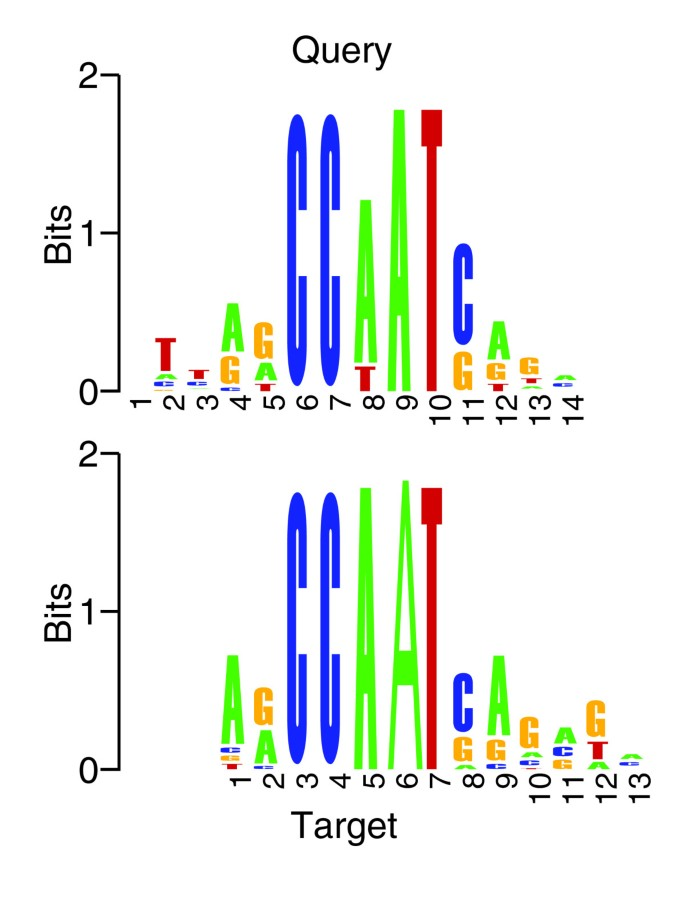 Query
2
1
0
Bits
T A C
T C
A G C
G A T
C
C
A T
A
T
C G
A G T
G T A
A C
1 2 3 4 5 6 7 8 9 10 11 12 13 14
2
1
0
Bits
A C G T
G A C
C
C
A
A
T
C G A
A G C
G A C T
A C G
G T A
A C
1 2 3 4 5 6 7 8 9 10 11 12 13
Target